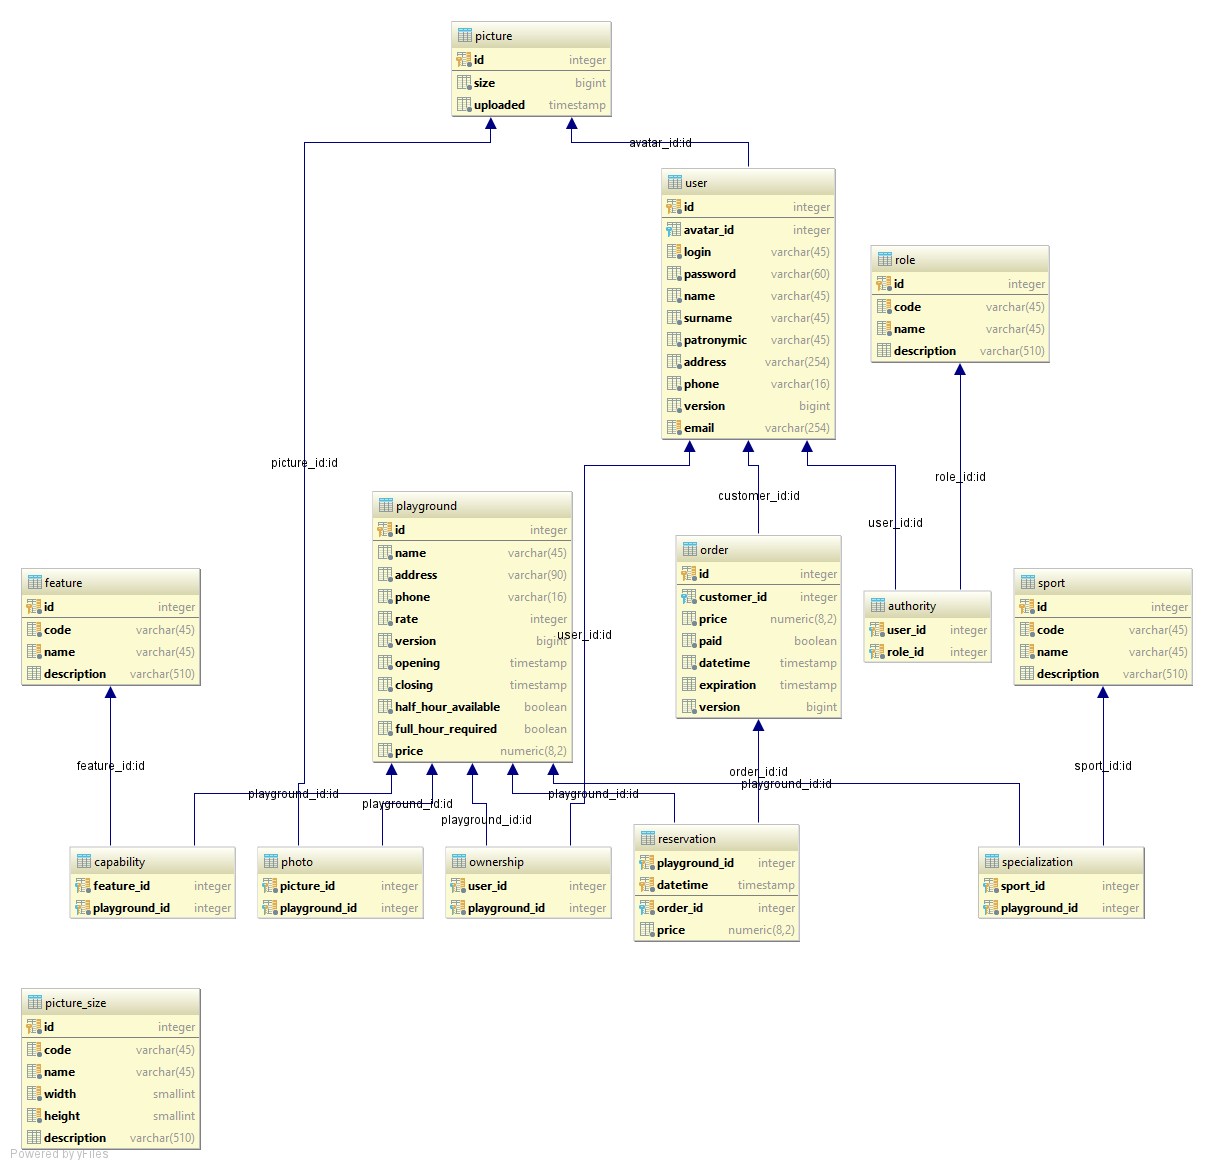 picture
id integer
size bigint
uploaded timestamp
avatar_id:id
user
id integer
avatar_id integer
login varchar(45)
password varchar(60)
name varchar(45)
surname varchar(45)
patronymic varchar(45)
address varchar(254)
phone varchar(16)
version bigint
email varchar(254)
role
id integer
code varchar(45)
name varchar(45)
description varchar(510)
picture_id:id
customer_id:id
role_id:id
user_id:id
playground
id integer
name varchar(45)
address varchar(90)
phone varchar(16)
rate integer
version bigint
opening timestamp
closing timestamp
half_hour_available boolean
full_hour_required boolean
price numeric(8,2)
user_id:id
order
id integer
customer_id integer
price numeric(8,2)
paid boolean
datetime timestamp
expiration timestamp
version bigint
authority
user_id integer
role_id integer
feature
id integer
code varchar(45)
name varchar(45)
description varchar(510)
sport
id integer
code varchar(45)
name varchar(45)
description varchar(510)
feature_id:id
order_id:id
sport_id:id
playground_id:id
playground_id:id
playground_id:id
playground_id:id
playground_id:id
capability
feature_id integer
playground_id integer
photo
picture_id integer
playground_id integer
ownership
user_id integer
playground_id integer
reservation
playground_id integer
datetime timestamp
order_id integer
price numeric(8,2)
specialization
sport_id integer
playground_id integer
picture_size
id integer
code varchar(45)
name varchar(45)
width smallint
height smallint
description varchar(510)
Powered by yFiles